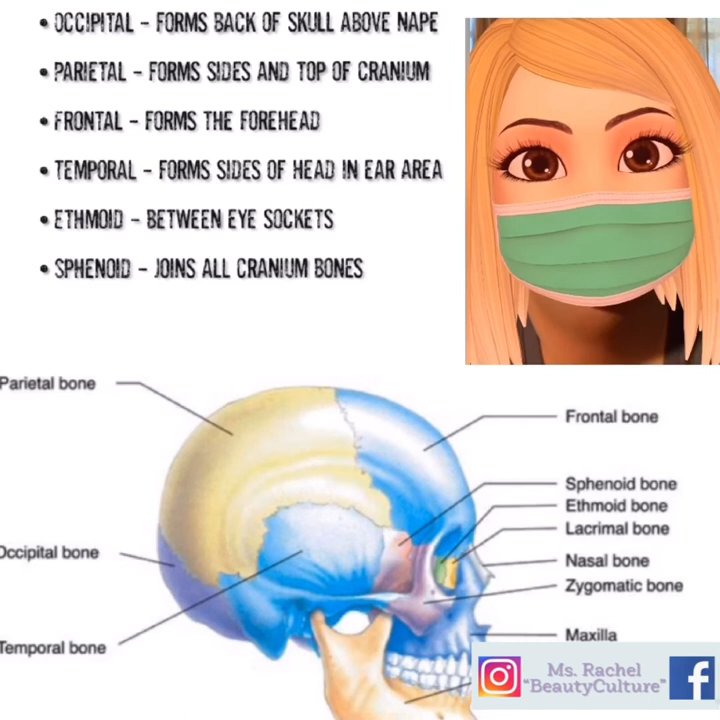 • OCCIPITAL – FORMS BACK OF SKULL ABOVE NAPE
• PARIETAL – FORMS SIDES AND TOP OF CRANIUM
• FRONTAL – FORMS THE FOREHEAD
• TEMPORAL – FORMS SIDES OF HEAD IN EAR AREA
• ETHMOID – BETWEEN EYE SOCKETS
• SPHENOID – JOINS ALL CRANIUM BONES
Parietal bone
Frontal bone
Sphenoid bone
Ethmoid bone
Lacrimal bone
Occipital bone
Nasal bone
Zygomatic bone
Temporal bone
Maxilla
Ms. Rachel
"BeautyCulture"